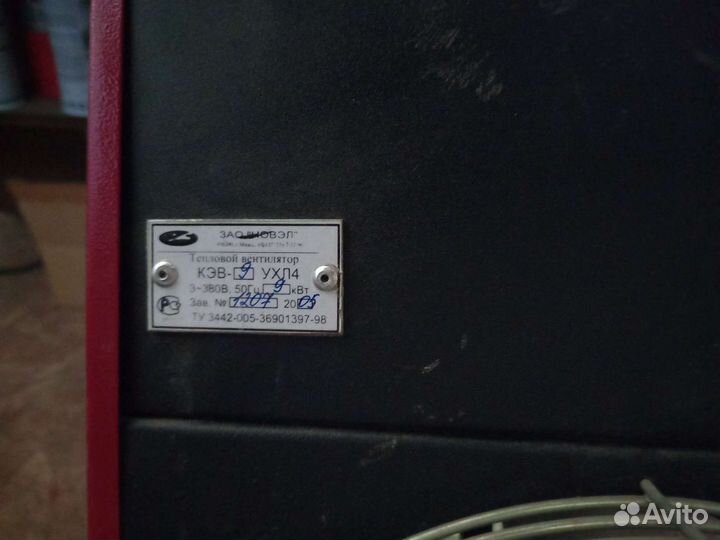 ЗАО "НОВЭЛ"
Тепловой вентилятор
КЭВ-9 УХЛ4
3~380В, 50Гц, 9 кВт
Зав. № 1207 2005
ТУ 3442-005-36901397-98
РС
Avito